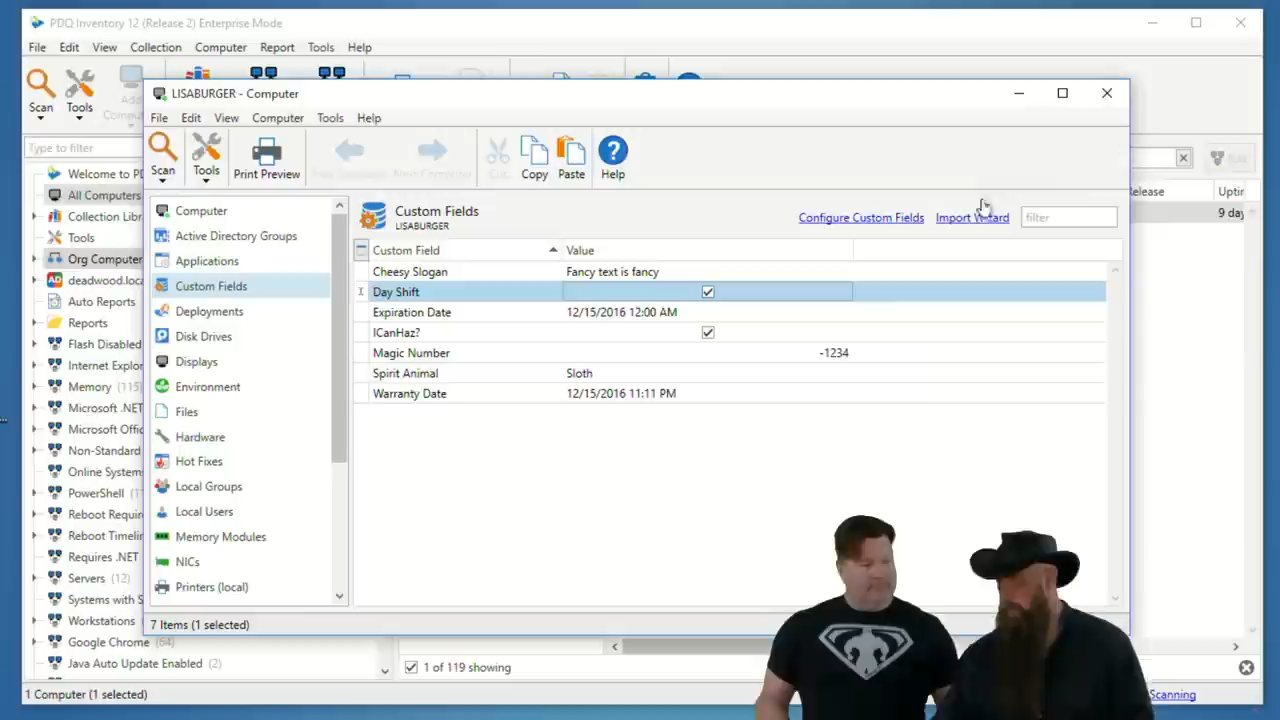 PDQ Inventory 12 (Release 2) Enterprise Mode
File Edit View Collection Computer Report Tools Help
Scan Tools Add
LISABURGER - Computer
File Edit View Computer Tools Help
Scan Tools Print Preview Copy Paste Help
Type to filter
Welcome to PD
All Computers
Collection Libr
Tools
Org Computer
deadwood.loca
Auto Reports
Reports
Flash Disabled
Internet Explor
Memory (115)
Microsoft .NET
Microsoft Offic
Non-Standard
Online System
PowerShell (1
Reboot Requir
Reboot Timelin
Requires .NET
Servers (12)
Systems with S
Workstations
Google Chrome (64)
Java Auto Update Enabled (2)
Computer
Active Directory Groups
Applications
Custom Fields
Deployments
Disk Drives
Displays
Environment
Files
Hardware
Hot Fixes
Local Groups
Local Users
Memory Modules
NICs
Printers (local)
Custom Fields
LISABURGER
Configure Custom Fields Import Wizard filter
Custom Field Value
Cheesy Slogan Fancy text is fancy
Day Shift
Expiration Date 12/15/2016 12:00 AM
ICanHaz?
Magic Number -1234
Spirit Animal Sloth
Warranty Date 12/15/2016 11:11 PM
elease Uptir
9 day
7 Items (1 selected)
1 of 119 showing
1 Computer (1 selected)
Scanning